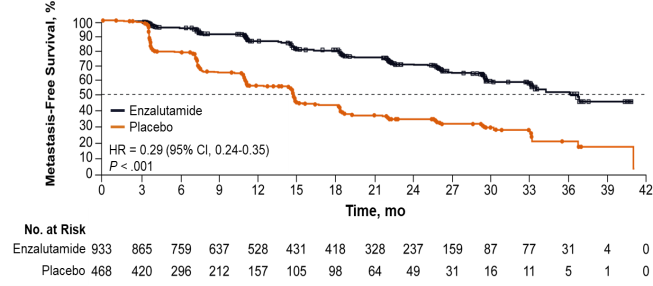 Metastasis-Free Survival, %
100
90
80
70
60
50
50
40
30
20
10
0
Enzalutamide
Placebo
HR = 0.29 (95% CI, 0.24-0.35)
P < .001
0 3 6 9 12 15 18 21 24 27 30 33 36 39 42
Time, mo
No. at Risk
Enzalutamide 933 865 759 637 528 431 418 328 237 159 87 77 31 4 0
Placebo 468 420 296 212 157 105 98 64 49 31 16 11 5 1 0